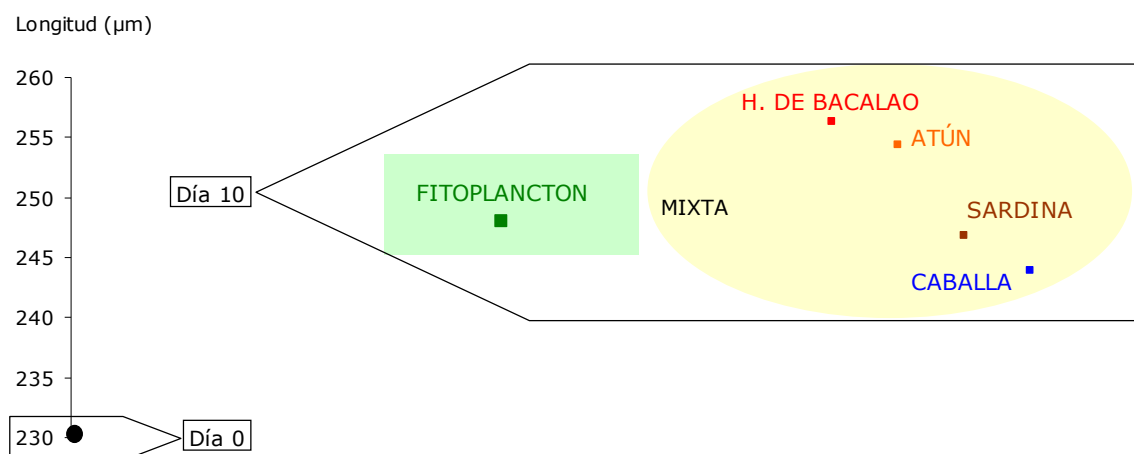 Longitud (µm)
260
H. DE BACALAO
255
ATÚN
250
Día 10
FITOPLANCTON
MIXTA
SARDINA
245
CABALLA
240
235
230
Día 0